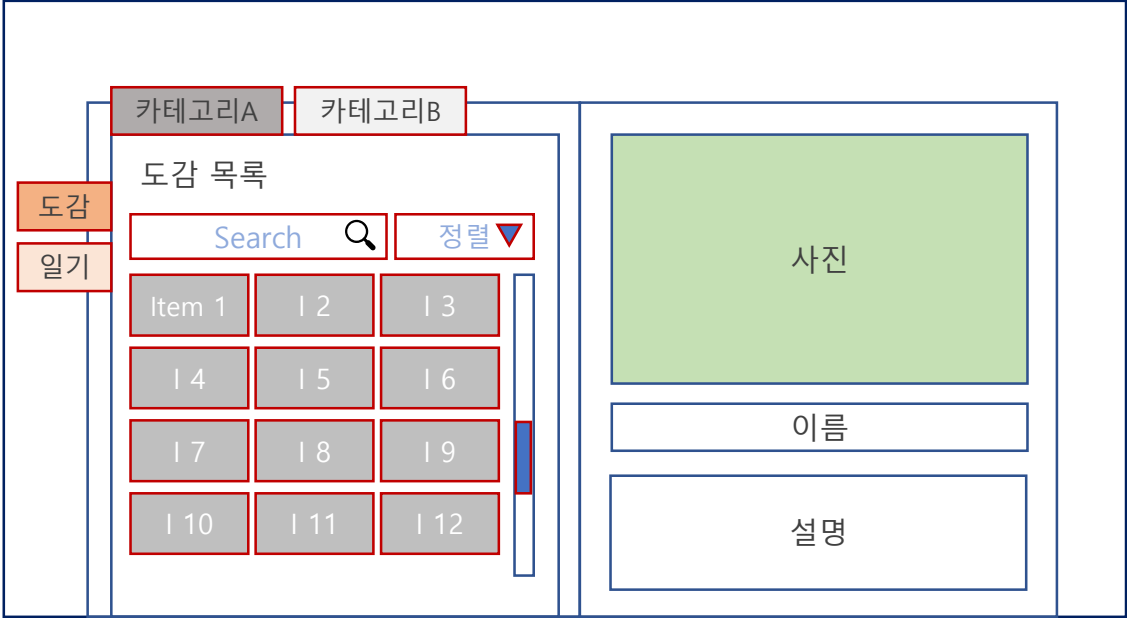 카테고리A
카테고리B
도감 목록
도감
일기
Search
정렬
Item 1
I 2
I 3
I 4
I 5
I 6
I 7
I 8
I 9
I 10
I 11
I 12
사진
이름
설명